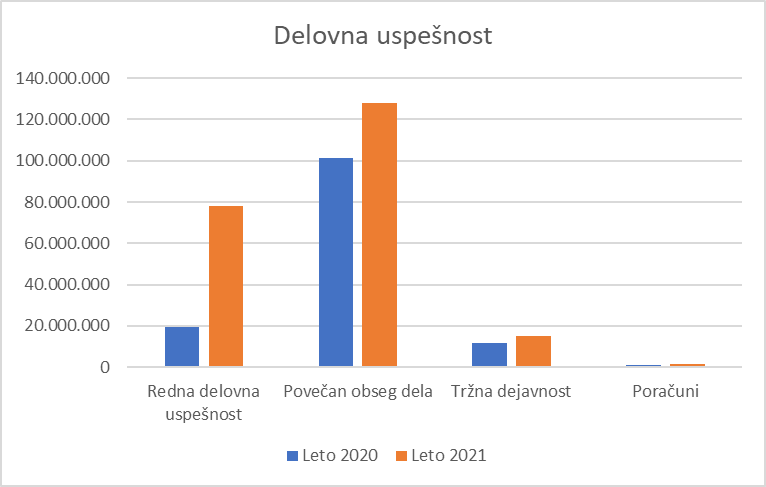 Delovna uspešnost
140.000.000
120.000.000
100.000.000
80.000.000
60.000.000
40.000.000
20.000.000
0
Redna delovna
uspešnost
Povečan obseg dela
Tržna dejavnost
Poračuni
Leto 2020
Leto 2021